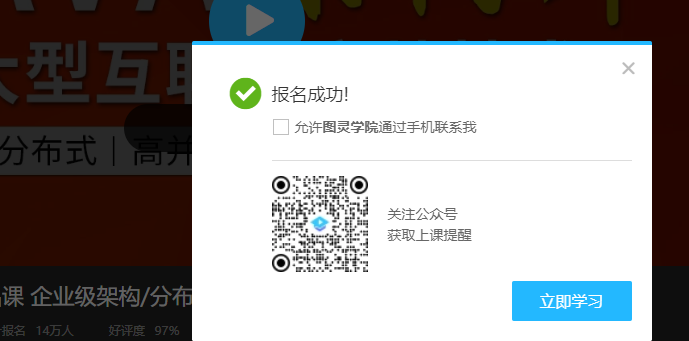 大型互联
分布式｜高并
报名成功!
允许图灵学院通过手机联系我
关注公众号
获取上课提醒
立即学习
课 企业级架构/分布
报名 14万人 好评度 97%